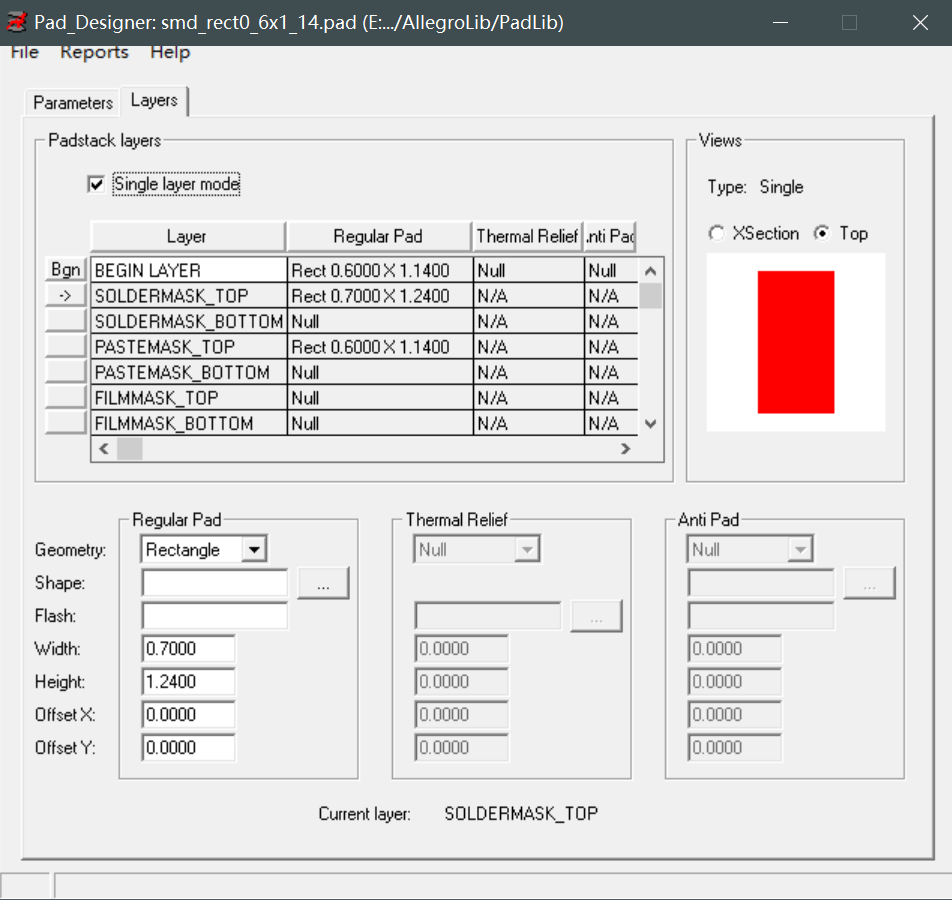 Pad_Designer: smd_rect0_6x1_14.pad (E:.../AllegroLib/PadLib)
File Reports Help
Parameters Layers
Padstack layers
Single layer mode
Layer Regular Pad Thermal Relief .nti Pad
Bgn BEGIN LAYER Rect 0.6000 X 1.1400 Null Null
-> SOLDERMASK_TOP Rect 0.7000 X 1.2400 N/A N/A
SOLDERMASK_BOTTOM Null N/A N/A
PASTEMASK_TOP Rect 0.6000 X 1.1400 N/A N/A
PASTEMASK_BOTTOM Null N/A N/A
FILMMASK_TOP Null N/A N/A
FILMMASK_BOTTOM Null N/A N/A
Views
Type: Single
XSection Top
Regular Pad Thermal Relief Anti Pad
Geometry: Rectangle Null Null
Shape: ... ...
Flash: ...
Width: 0.7000 0.0000 0.0000
Height: 1.2400 0.0000 0.0000
Offset X: 0.0000 0.0000 0.0000
Offset Y: 0.0000 0.0000 0.0000
Current layer: SOLDERMASK_TOP